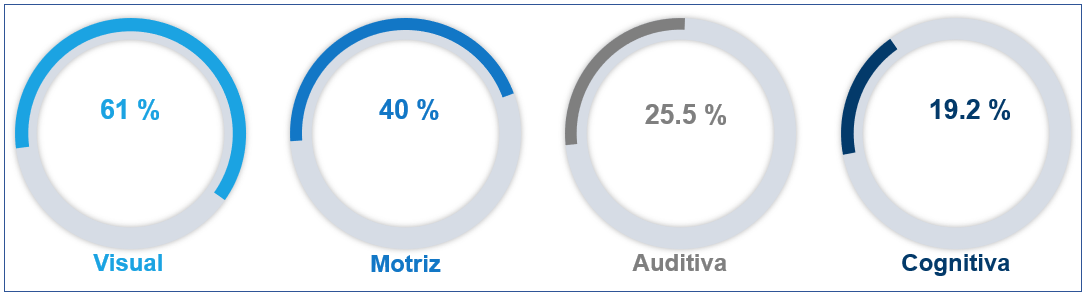 61 %
Visual
40 %
Motriz
25.5 %
Auditiva
19.2 %
Cognitiva